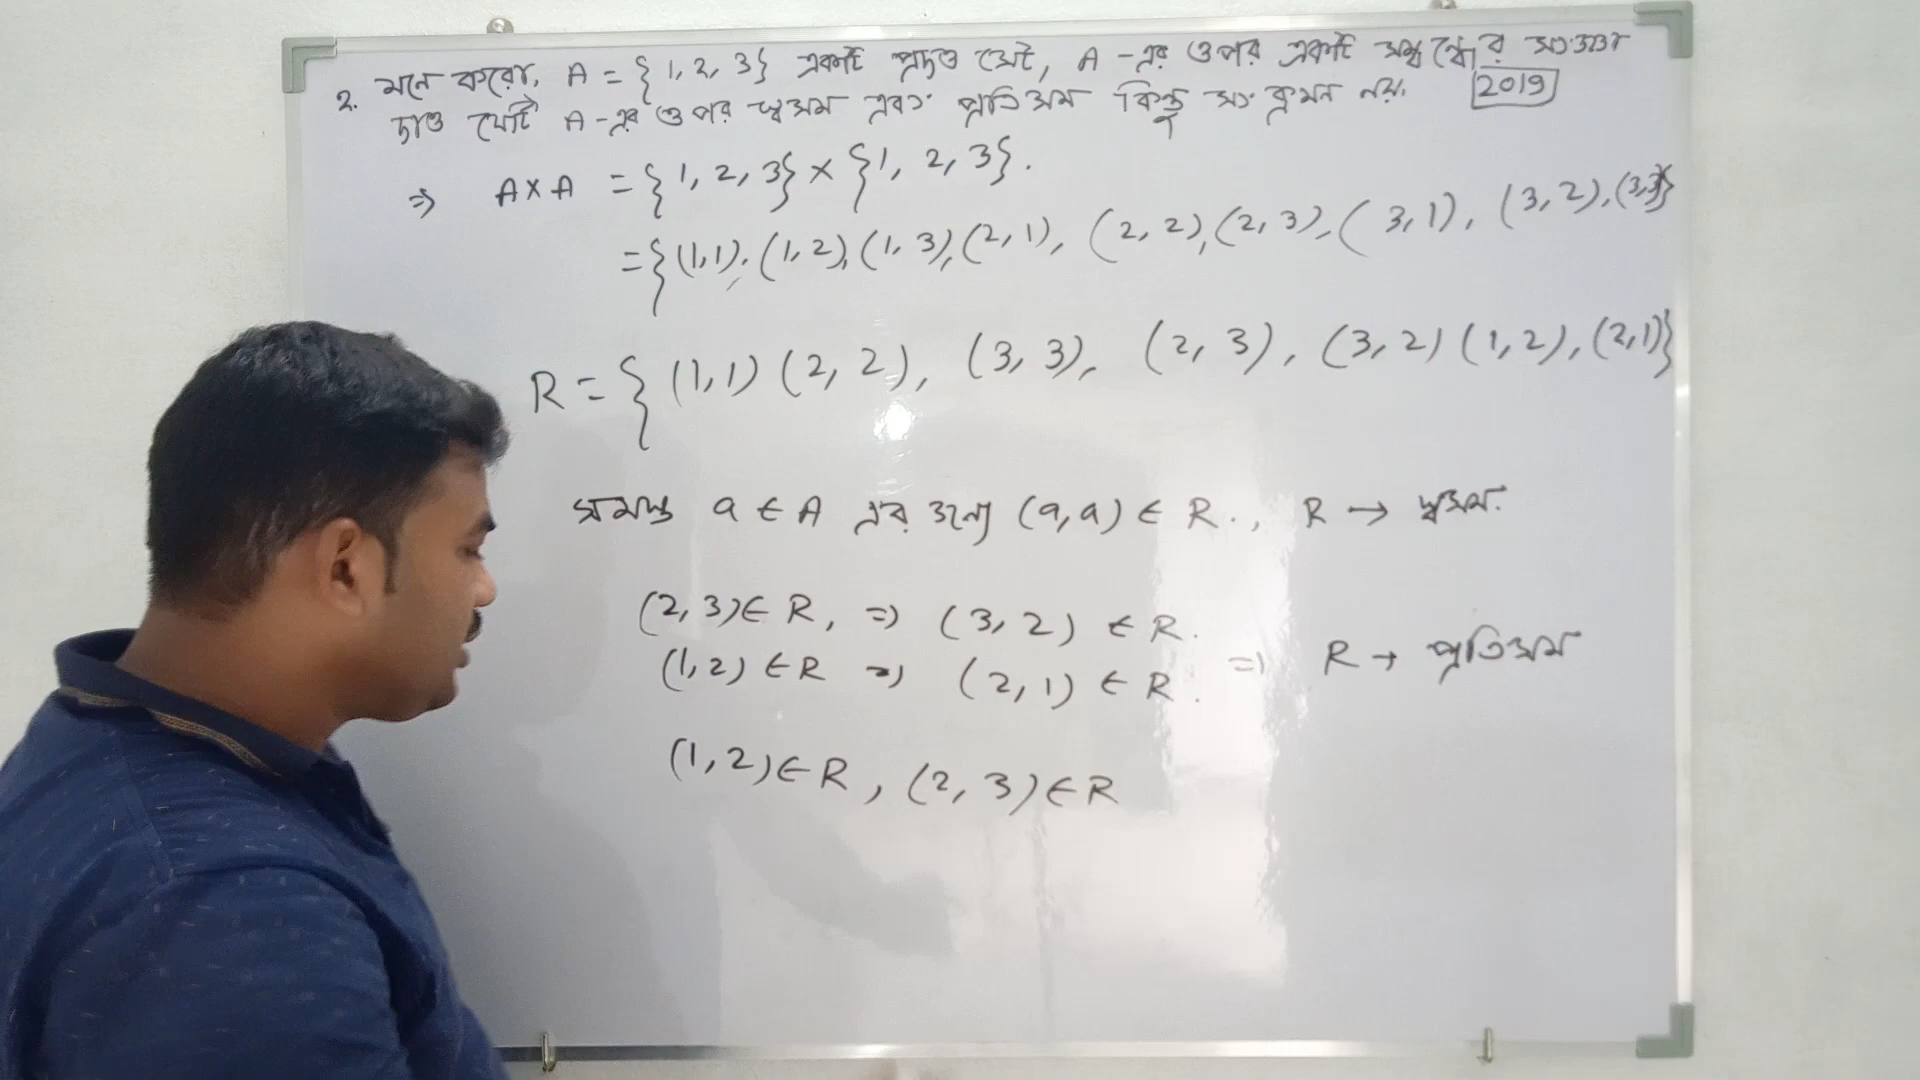 2. মনে করো, A = {1, 2, 3} একটি প্রদত্ত সেট, A -এর ওপর একটি সম্বন্ধের সংজ্ঞা
দাও যেটি A -এর ওপর স্বসম এবং প্রতিসম কিন্তু সংক্রমন নয়। 2019
⇒ A×A = {1, 2, 3} × {1, 2, 3}.
= {(1,1), (1,2), (1,3), (2,1), (2,2), (2,3), (3,1), (3,2), (3,3)}
R = {(1,1) (2,2), (3,3), (2,3), (3,2) (1,2), (2,1)}
সমস্ত a ∈ A এর জন্য (a,a) ∈ R., R → স্বসম.
(2,3) ∈ R, ⇒ (3,2) ∈ R.
(1,2) ∈ R ⇒ (2,1) ∈ R. ⇒ R → প্রতিসম
(1,2) ∈ R, (2,3) ∈ R